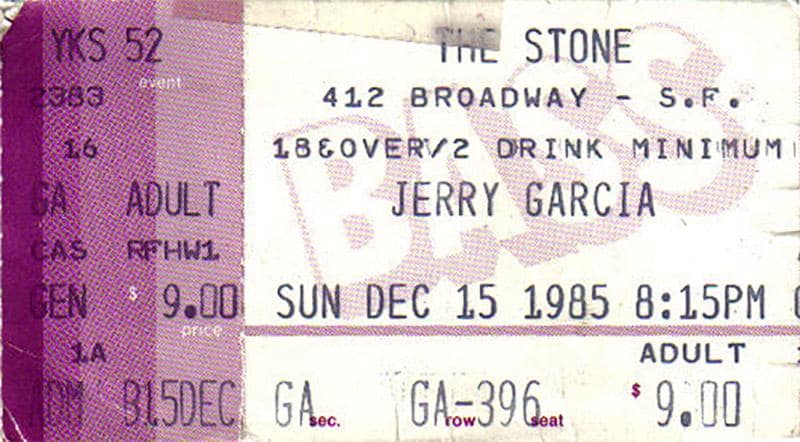 YKS 52
event
2383
16
GA ADULT
CAS RFHW1
GEN $ 9.00
price
1A
ADM B15DEC
THE STONE
412 BROADWAY - S.F.
18&OVER/2 DRINK MINIMUM
JERRY GARCIA
BASS
SUN DEC 15 1985 8:15PM
ADULT
GA GA-396 $ 9.00
sec. row seat